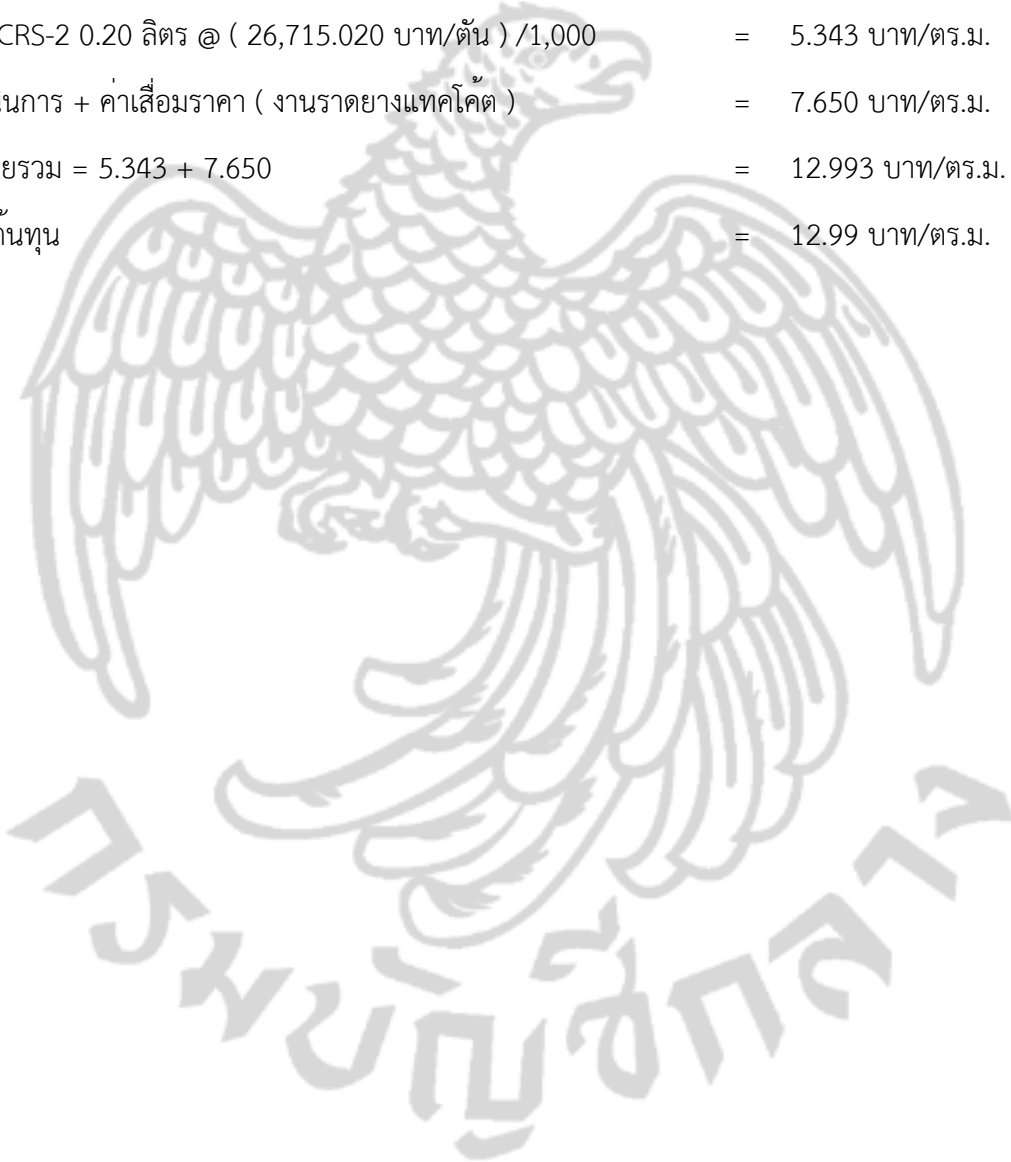 CRS-2 0.20 ลิตร @ ( 26,715.020 บาท/ตัน ) /1,000 = 5.343 บาท/ตร.ม.
นินการ + ค่าเสื่อมราคา ( งานราดยางแทคโค้ต ) = 7.650 บาท/ตร.ม.
ยรวม = 5.343 + 7.650 = 12.993 บาท/ตร.ม.
้นทุน = 12.99 บาท/ตร.ม.
กรมบัญชีกลาง